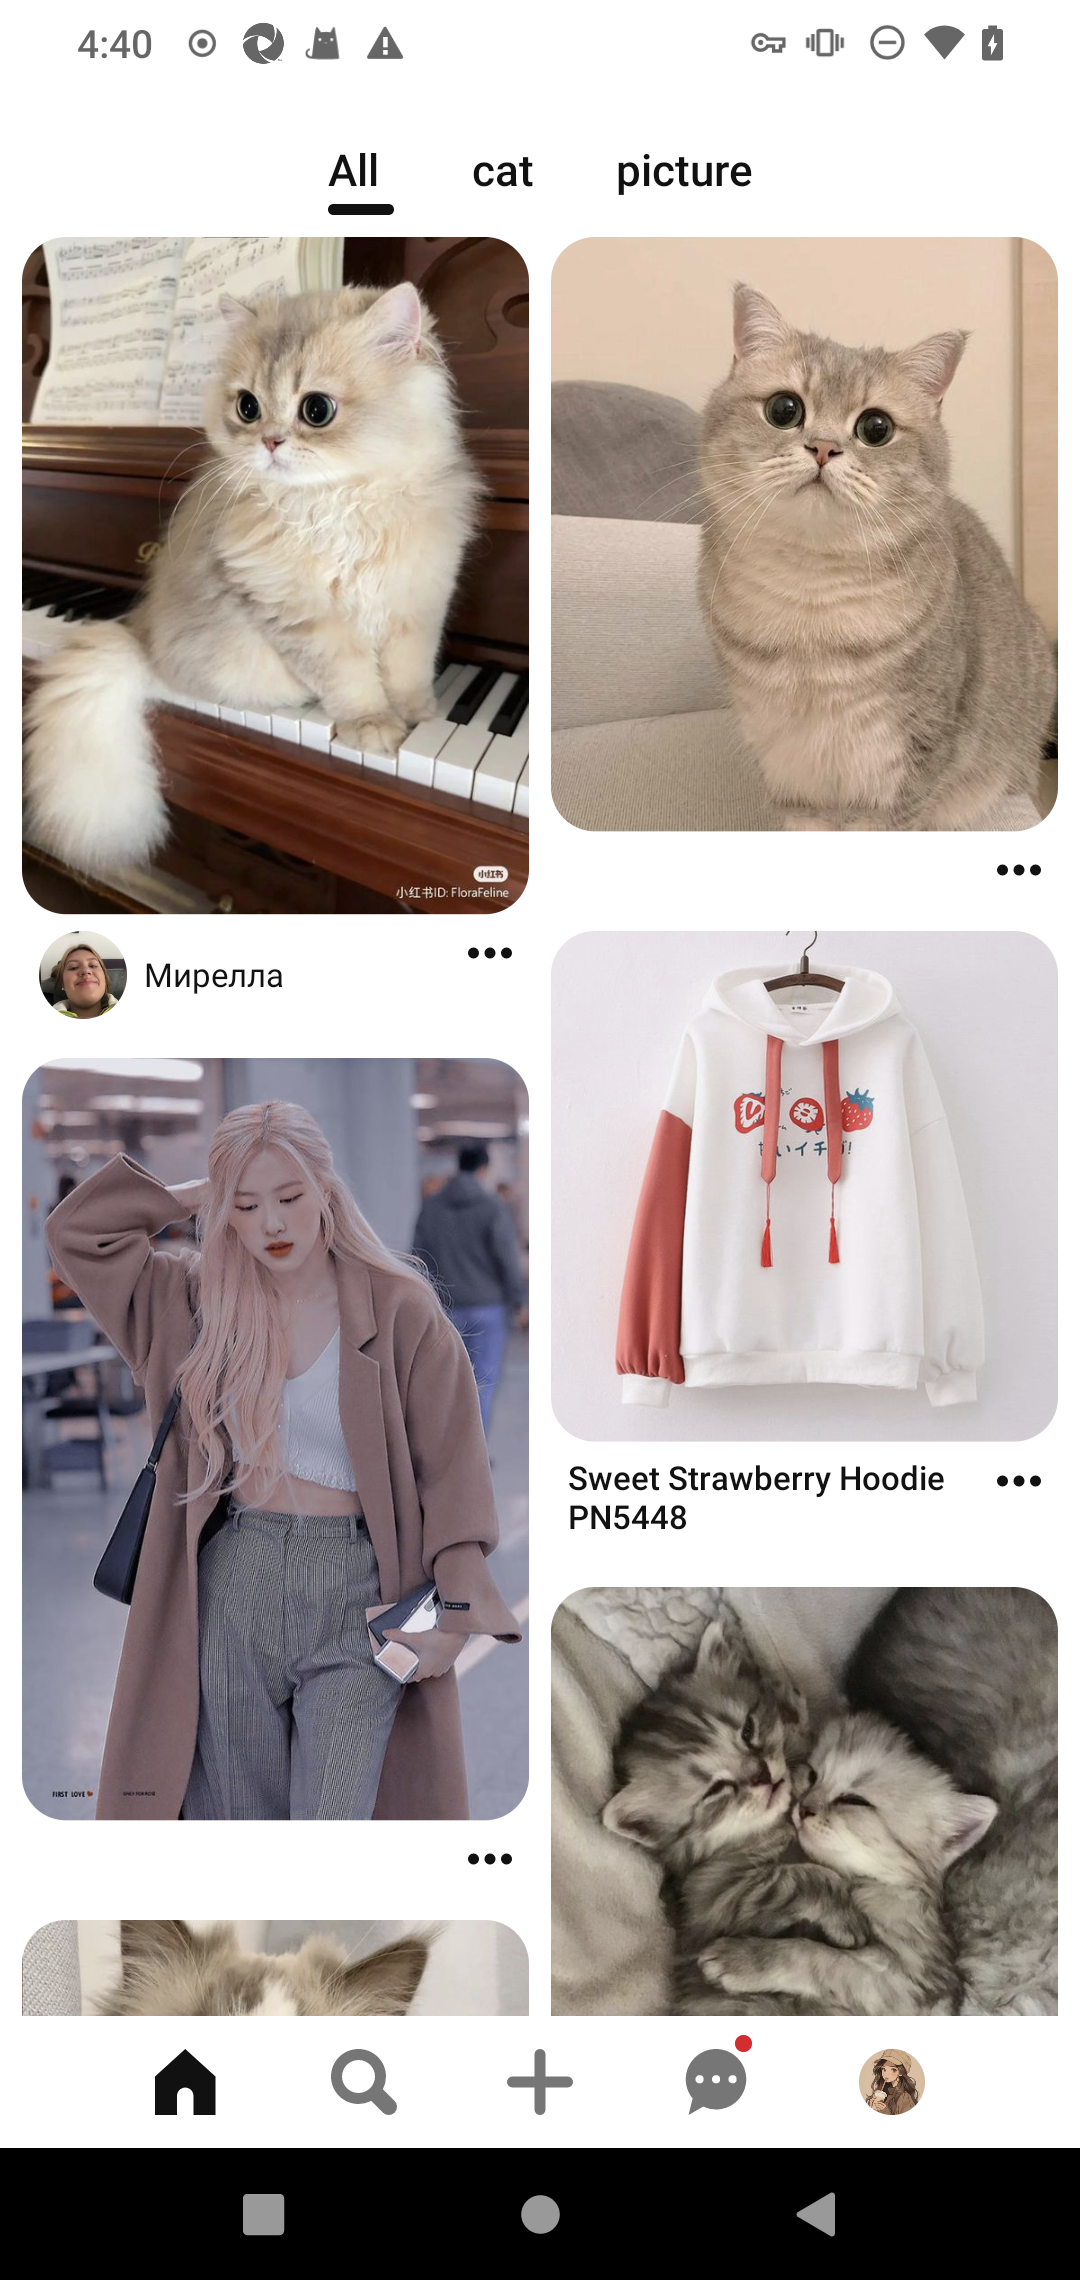 4:40
All
cat
picture
小红书
小红书ID: FloraFeline
Мирелла
FIRST LOVE
Sweet Strawberry Hoodie
PN5448